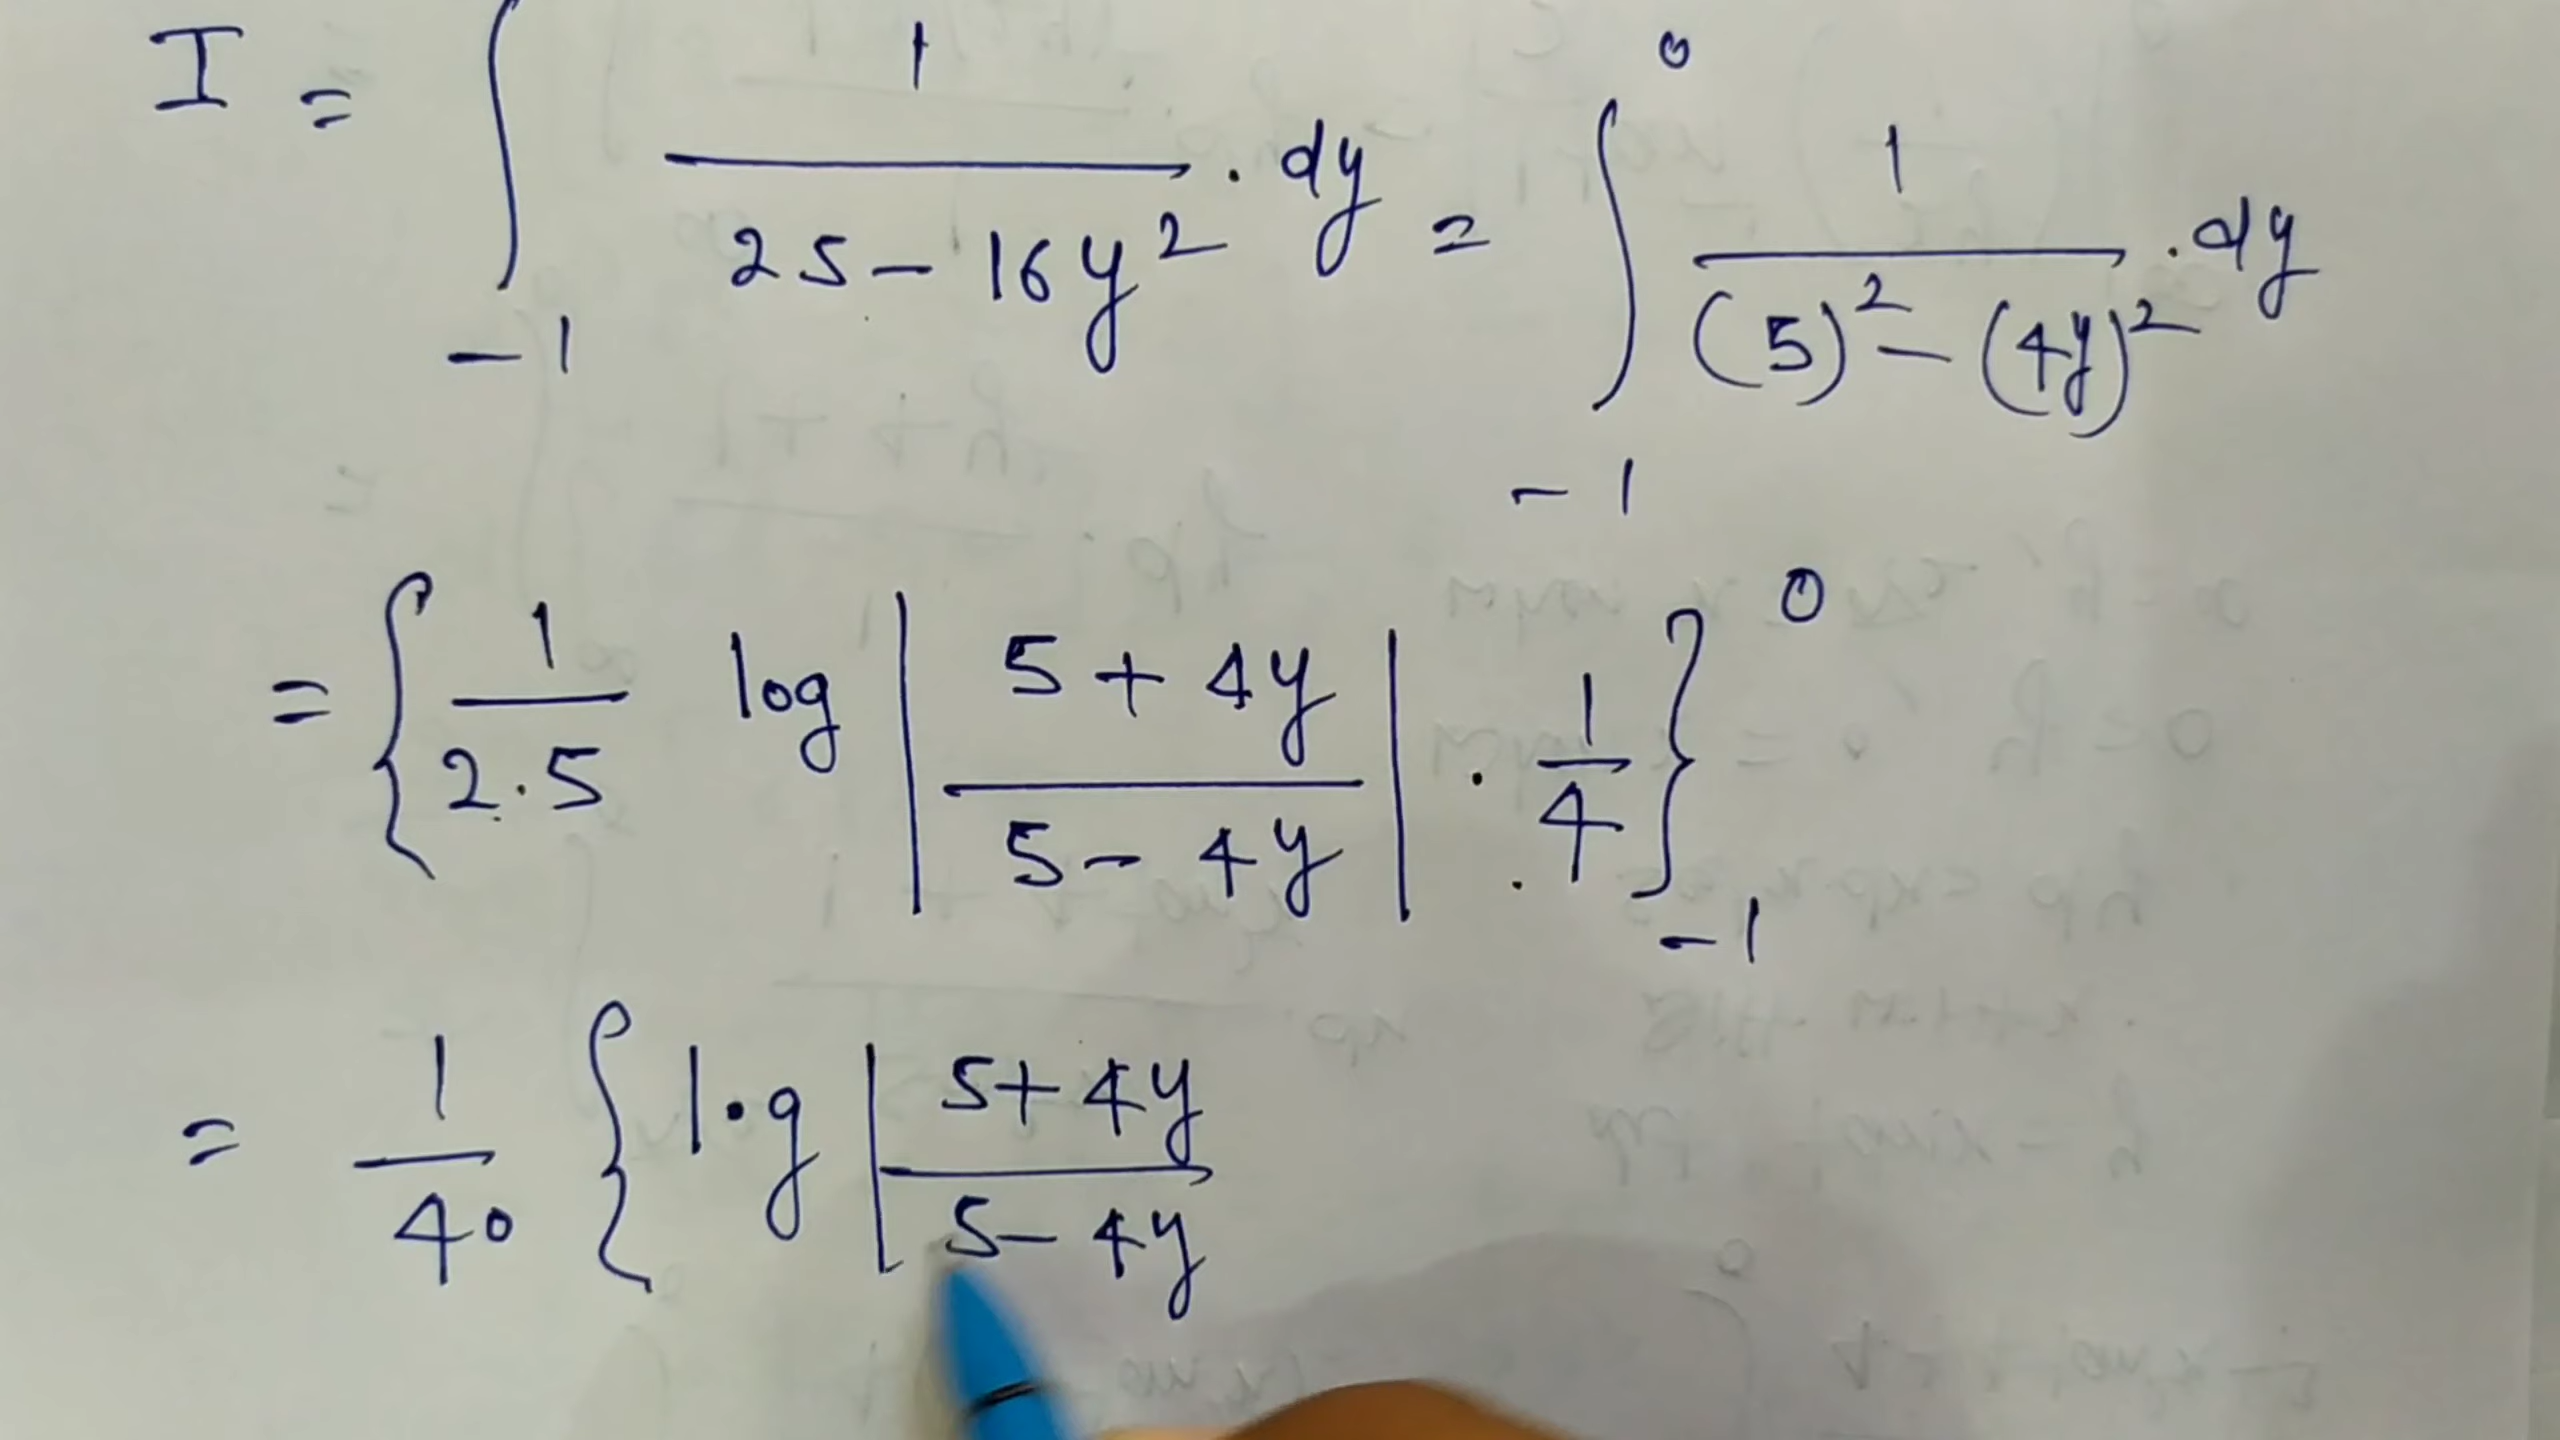 I = ∫_{-1} 1/(25 - 16y²) . dy = ∫_{-1}^{0} 1/((5)² - (4y)²) . dy
= { 1/(2.5) log | (5 + 4y)/(5 - 4y) | . 1/4 }_{-1}^{0}
= 1/40 { log | (5 + 4y)/(5 - 4y)